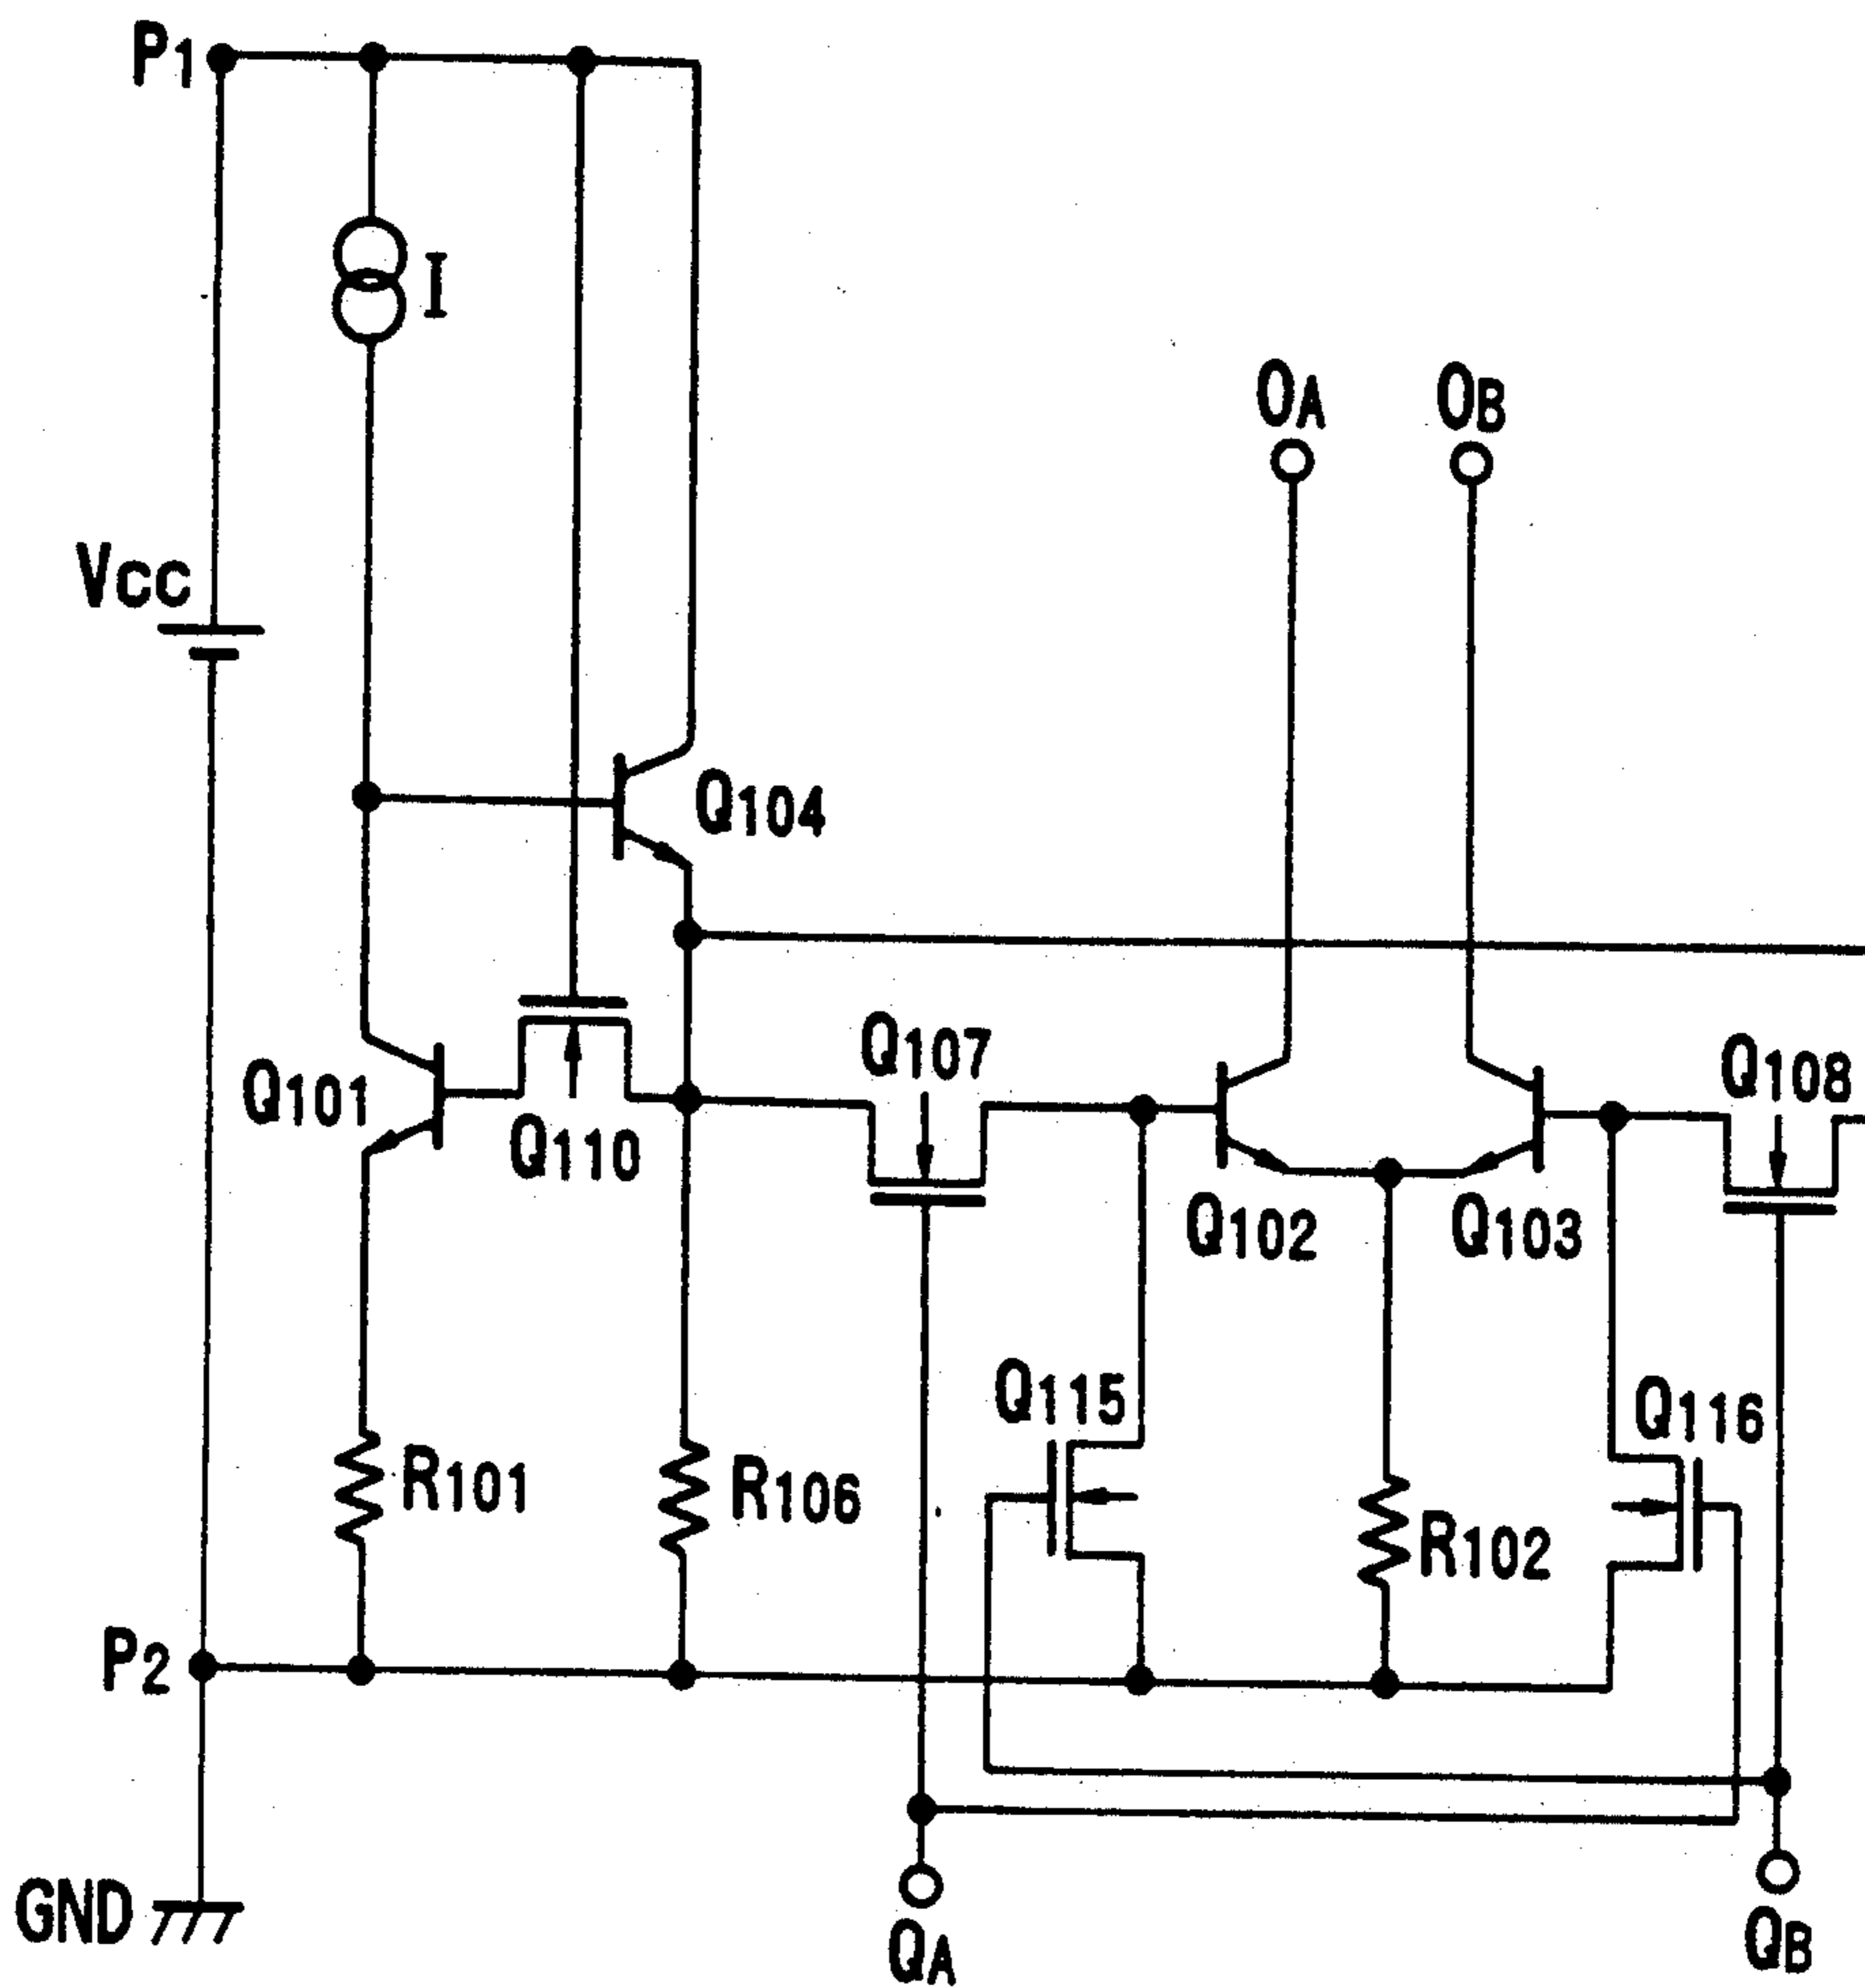 P1
I
OA
OB
VCC
Q104
Q107
Q108
Q101
Q110
Q102
Q103
Q115
Q116
R101
R106
R102
P2
GND
QA
QB